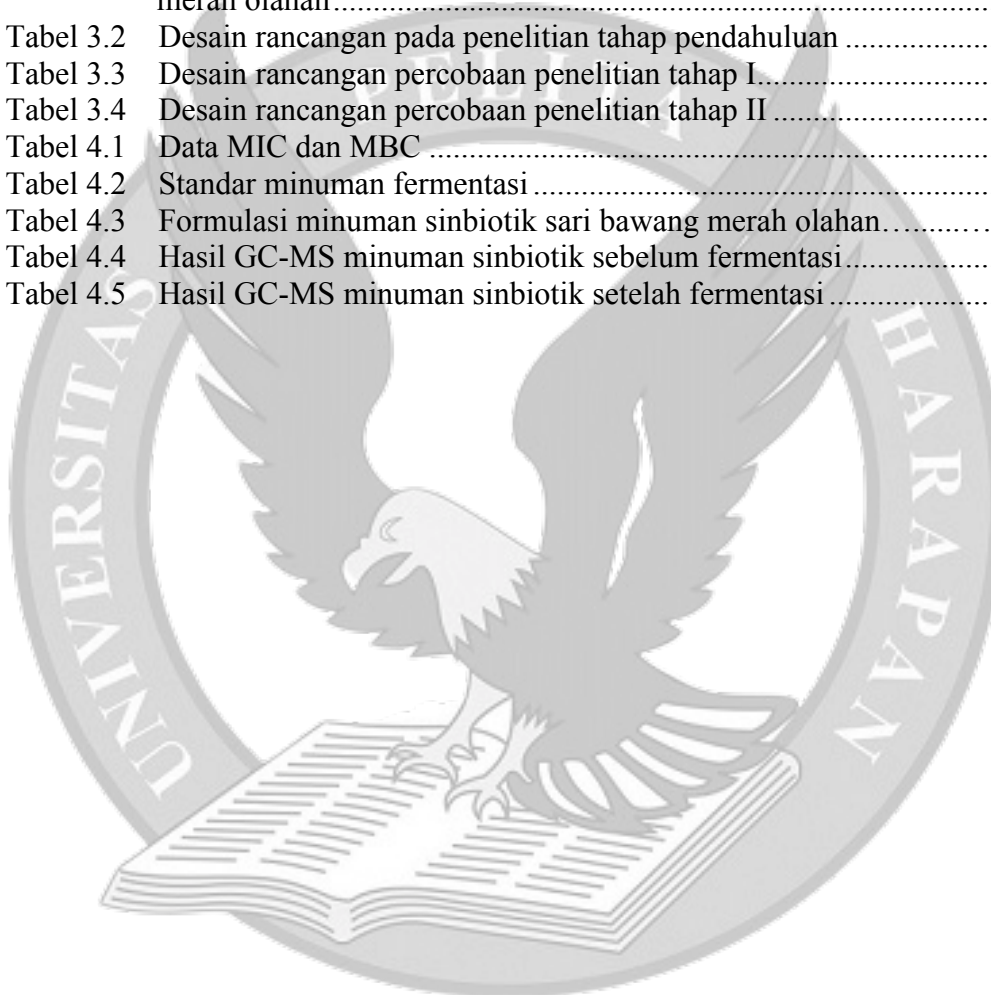 merah olahan....................................................................................
Tabel 3.2 Desain rancangan pada penelitian tahap pendahuluan ..................
Tabel 3.3 Desain rancangan percobaan penelitian tahap I............................
Tabel 3.4 Desain rancangan percobaan penelitian tahap II ...........................
Tabel 4.1 Data MIC dan MBC .......................................................................
Tabel 4.2 Standar minuman fermentasi .........................................................
Tabel 4.3 Formulasi minuman sinbiotik sari bawang merah olahan…......…
Tabel 4.4 Hasil GC-MS minuman sinbiotik sebelum fermentasi..................
Tabel 4.5 Hasil GC-MS minuman sinbiotik setelah fermentasi ....................
UNIVERSITAS PELITA HARAPAN